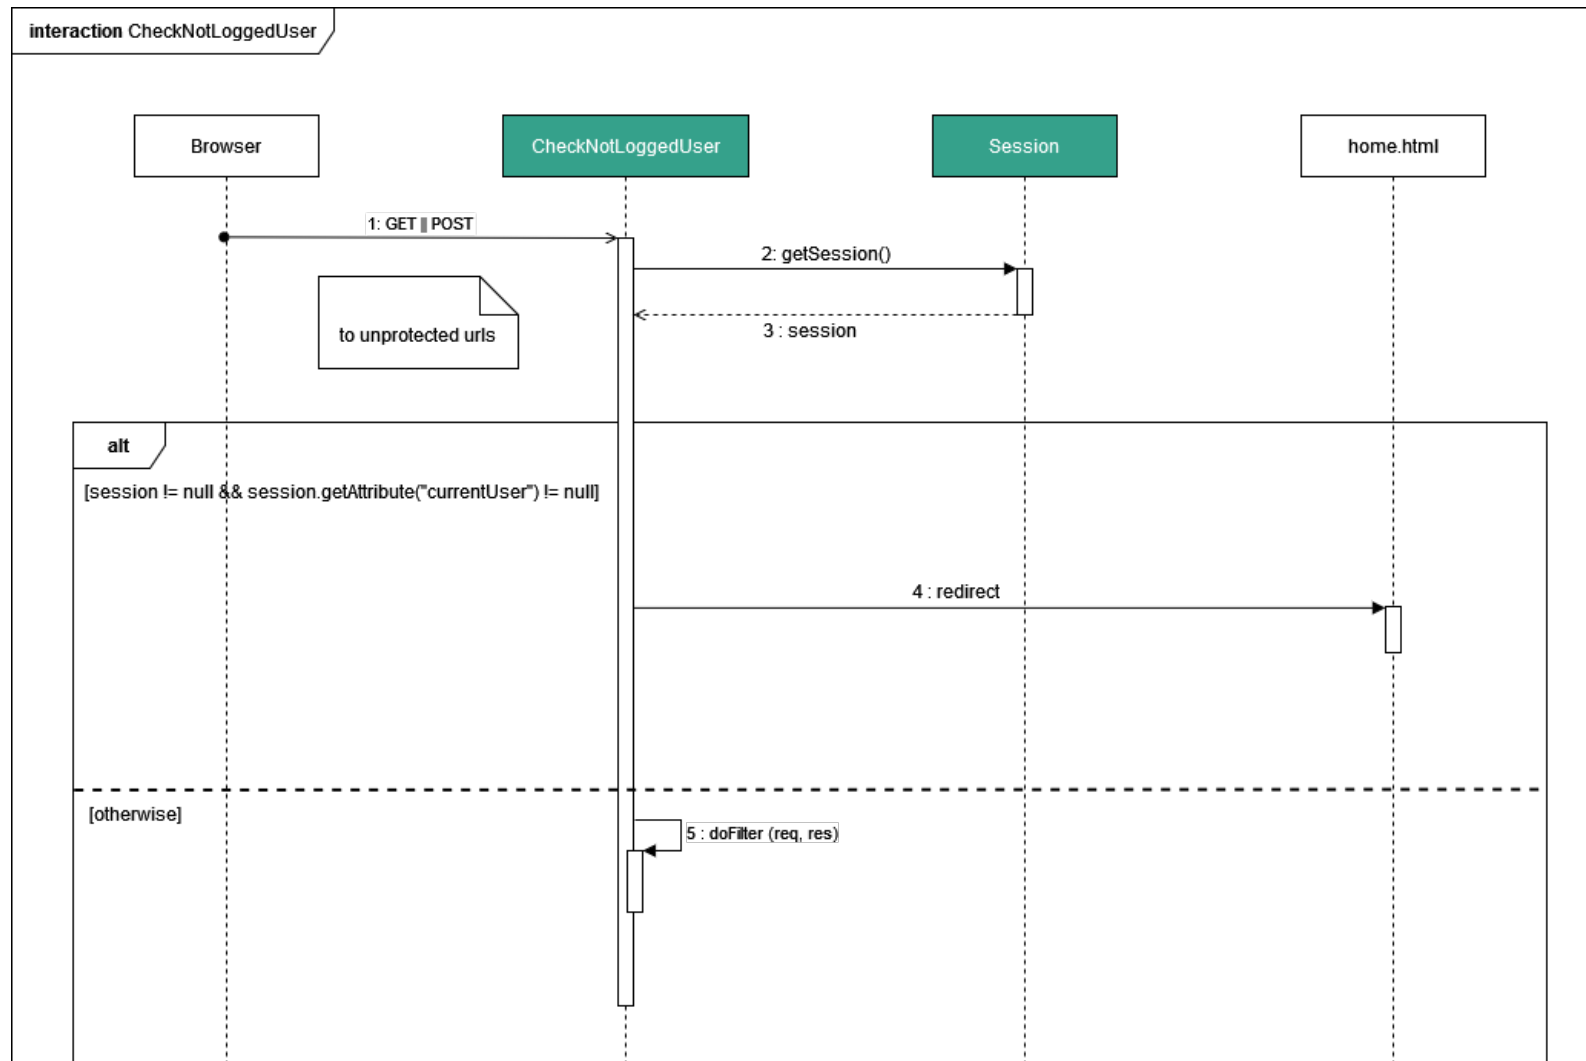 interaction CheckNotLoggedUser
Browser
CheckNotLoggedUser
Session
home.html
1: GET || POST
2: getSession()
to unprotected urls
3 : session
alt
[session != null && session.getAttribute("currentUser") != null]
4 : redirect
[otherwise]
5 : doFilter (req, res)